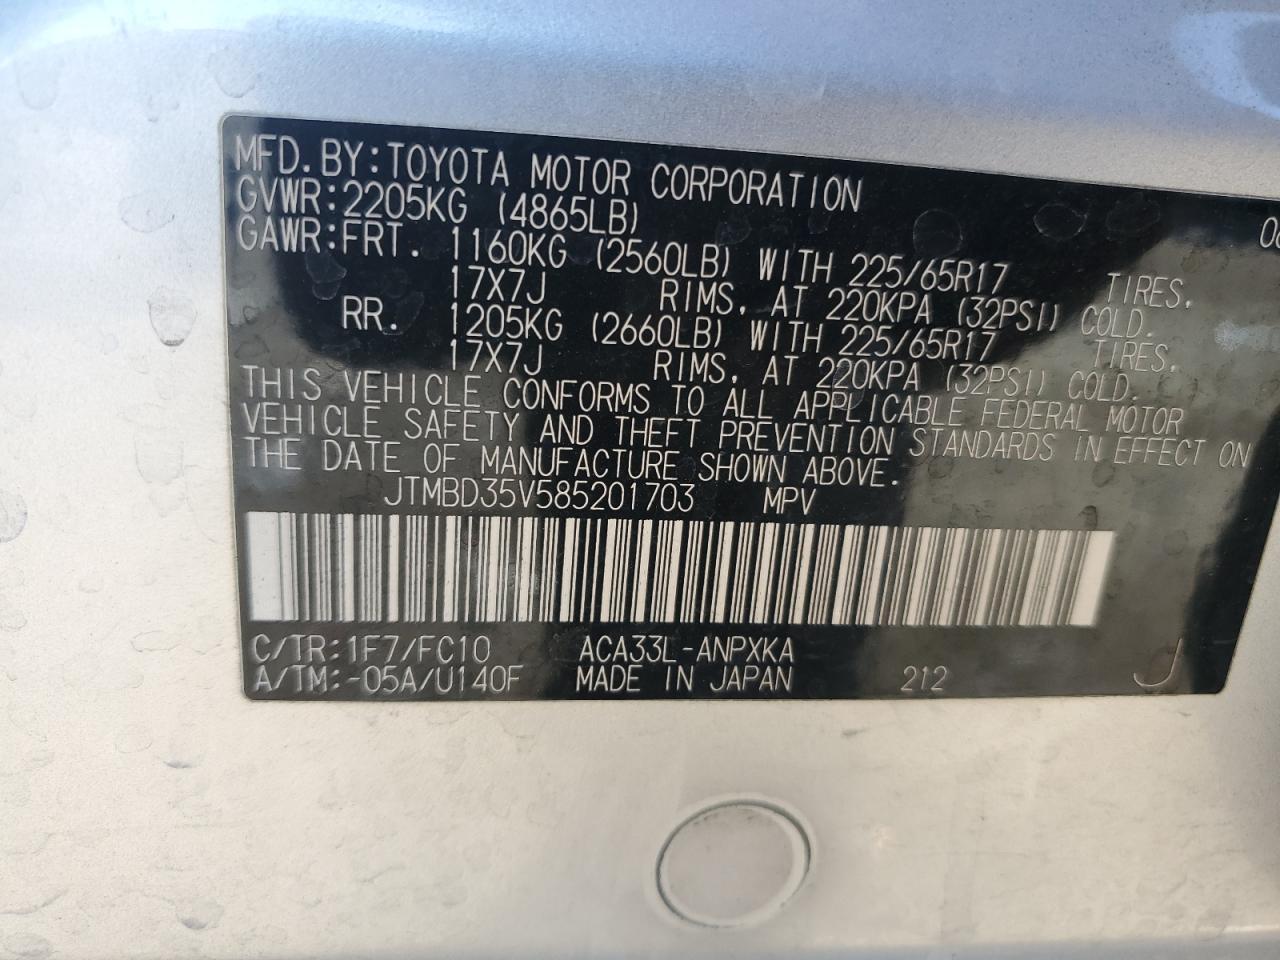 MFD.BY:TOYOTA MOTOR CORPORATION
GVWR:2205KG (4865LB)
GAWR:FRT. 1160KG (2560LB) WITH 225/65R17 TIRES,
17X7J RIMS, AT 220KPA (32PSI) COLD.
RR. 1205KG (2660LB) WITH 225/65R17 TIRES,
17X7J RIMS, AT 220KPA (32PSI) COLD.
THIS VEHICLE CONFORMS TO ALL APPLICABLE FEDERAL MOTOR
VEHICLE SAFETY AND THEFT PREVENTION STANDARDS IN EFFECT ON
THE DATE OF MANUFACTURE SHOWN ABOVE.
JTMBD35V585201703 MPV
C/TR:1F7/FC10 ACA33L-ANPXKA
A/TM:-05A/U140F MADE IN JAPAN 212 J